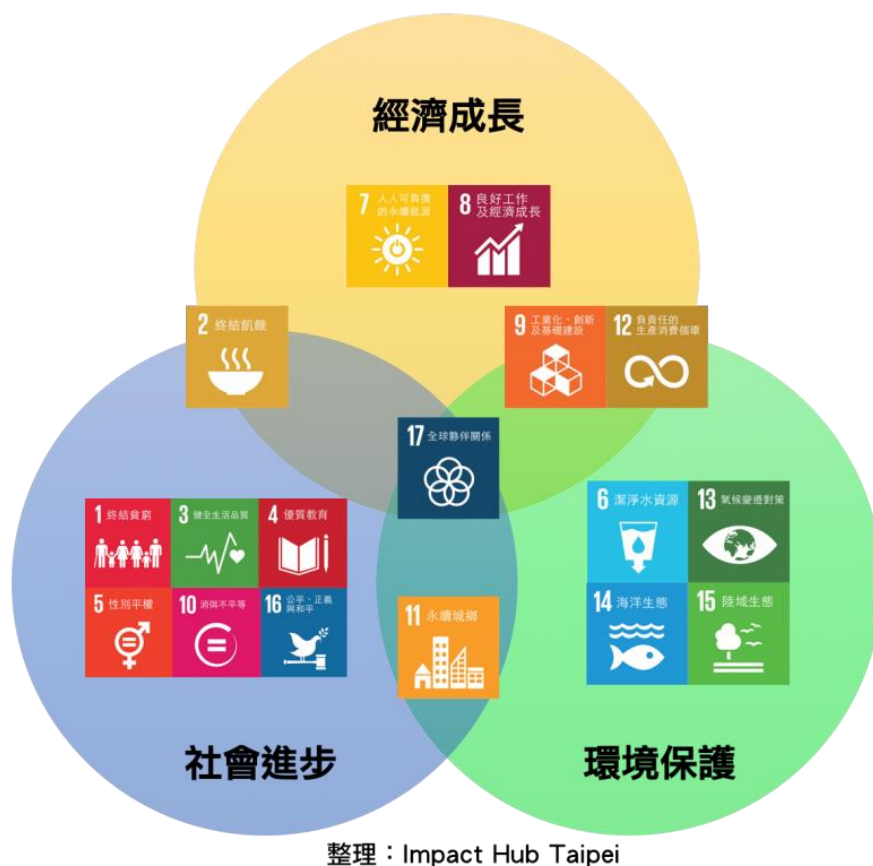 經濟成長
7 人人可負擔
的永續能源
8 良好工作
及經濟成長
2 終結飢餓
9 工業化、創新
及基礎建設
12 負責任的
生產消費循環
17 全球夥伴關係
1 終結貧窮
3 健全生活品質
4 優質教育
6 潔淨水資源
13 氣候變遷對策
5 性別平權
10 消弭不平等
16 公平、正義
與和平
11 永續城鄉
14 海洋生態
15 陸域生態
社會進步
環境保護
整理：Impact Hub Taipei